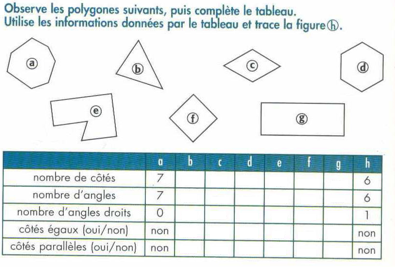 Observe les polygones suivants, puis complète le tableau.
Utilise les informations données par le tableau et trace la figure ⓗ.
ⓐ ⓑ ⓒ ⓓ
ⓔ ⓕ ⓖ
a b c d e f g h
nombre de côtés 7 6
nombre d'angles 7 6
nombre d'angles droits 0 1
côtés égaux (oui/non) non non
côtés parallèles (oui/non) non non